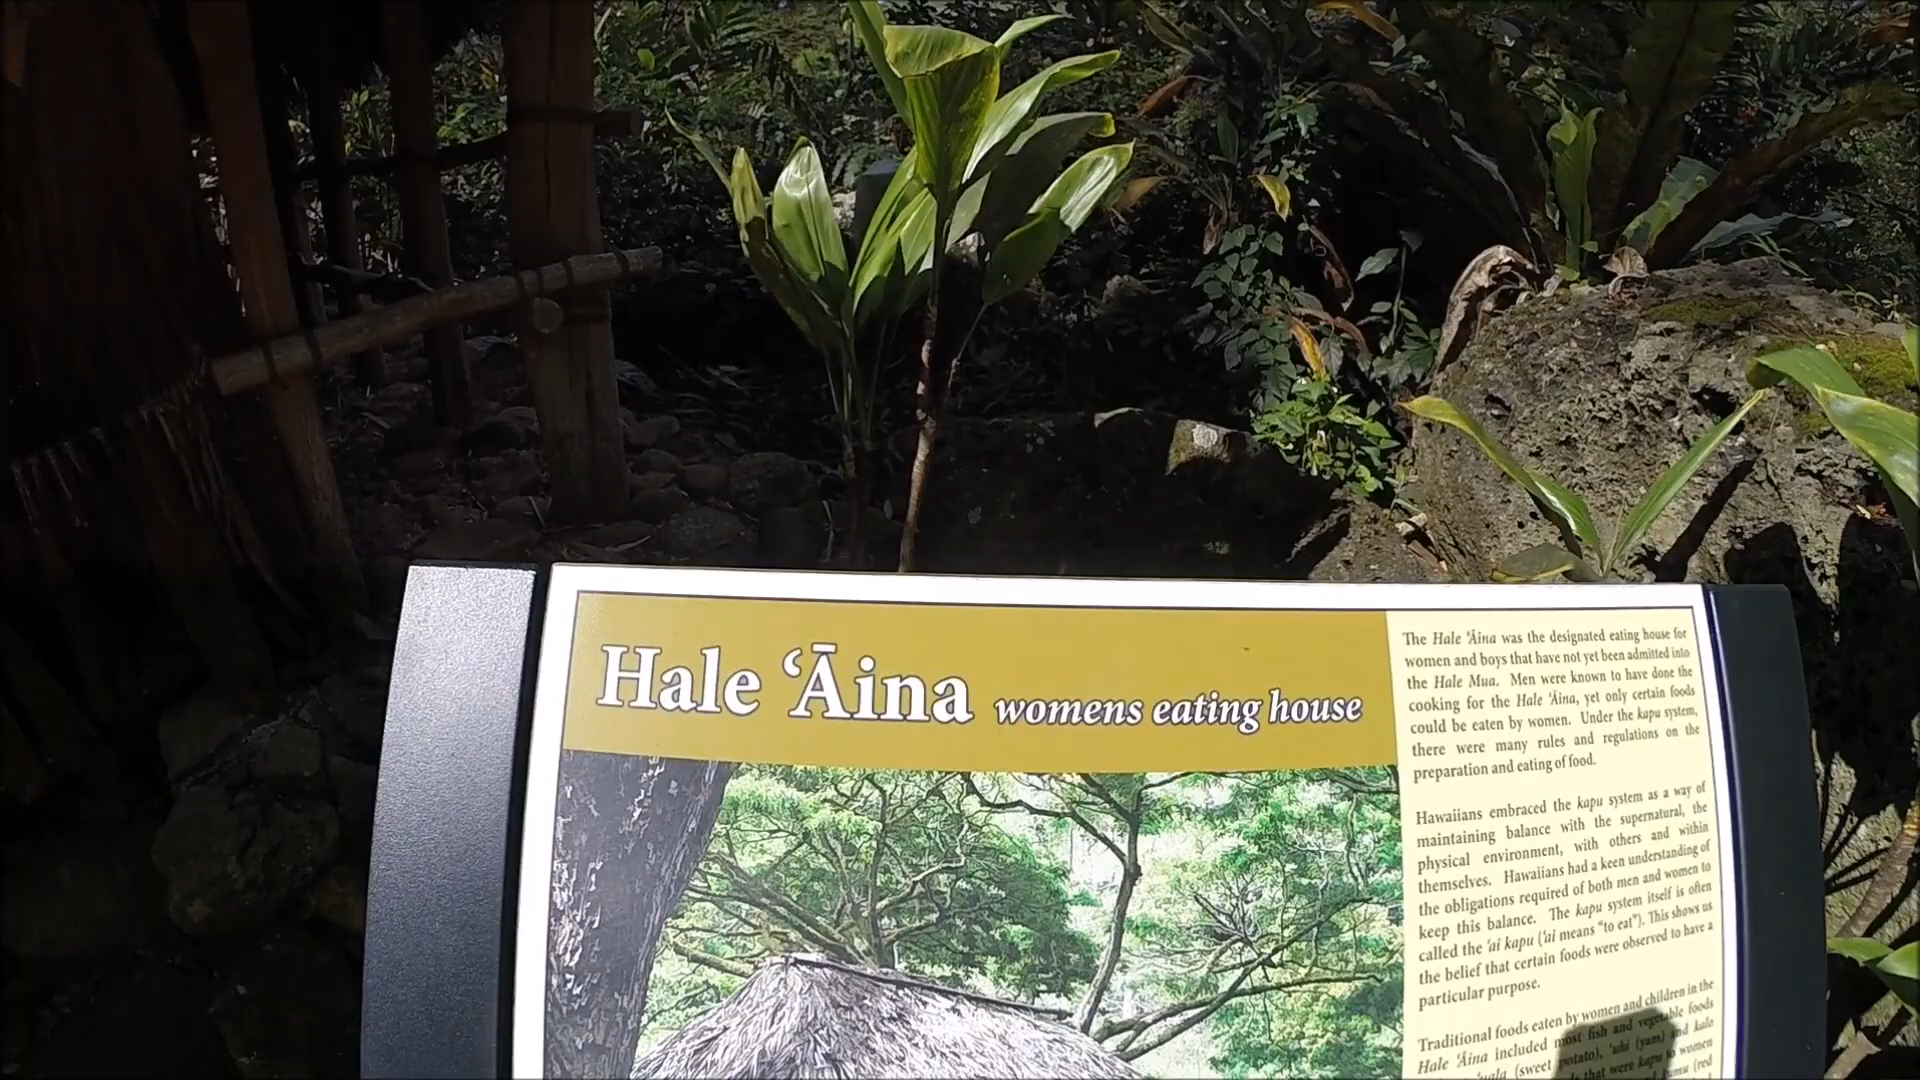 Hale ʻĀina womens eating house
The Hale ʻĀina was the designated eating house for
women and boys that have not yet been admitted into
the Hale Mua. Men were known to have done the
cooking for the Hale ʻĀina, yet only certain foods
could be eaten by women. Under the kapu system,
there were many rules and regulations on the
preparation and eating of food.
Hawaiians embraced the kapu system as a way of
maintaining balance with the supernatural, the
physical environment, with others and within
themselves. Hawaiians had a keen understanding of
the obligations required of both men and women to
keep this balance. The kapu system itself is often
called the ʻai kapu (ʻai means "to eat"). This shows us
the belief that certain foods were observed to have a
particular purpose.
Traditional foods eaten by women and children in the
Hale ʻĀina included most fish and vegetable foods
(sweet potato), ʻuhi (yam) and kalo
that were kapu to women
kumu (red